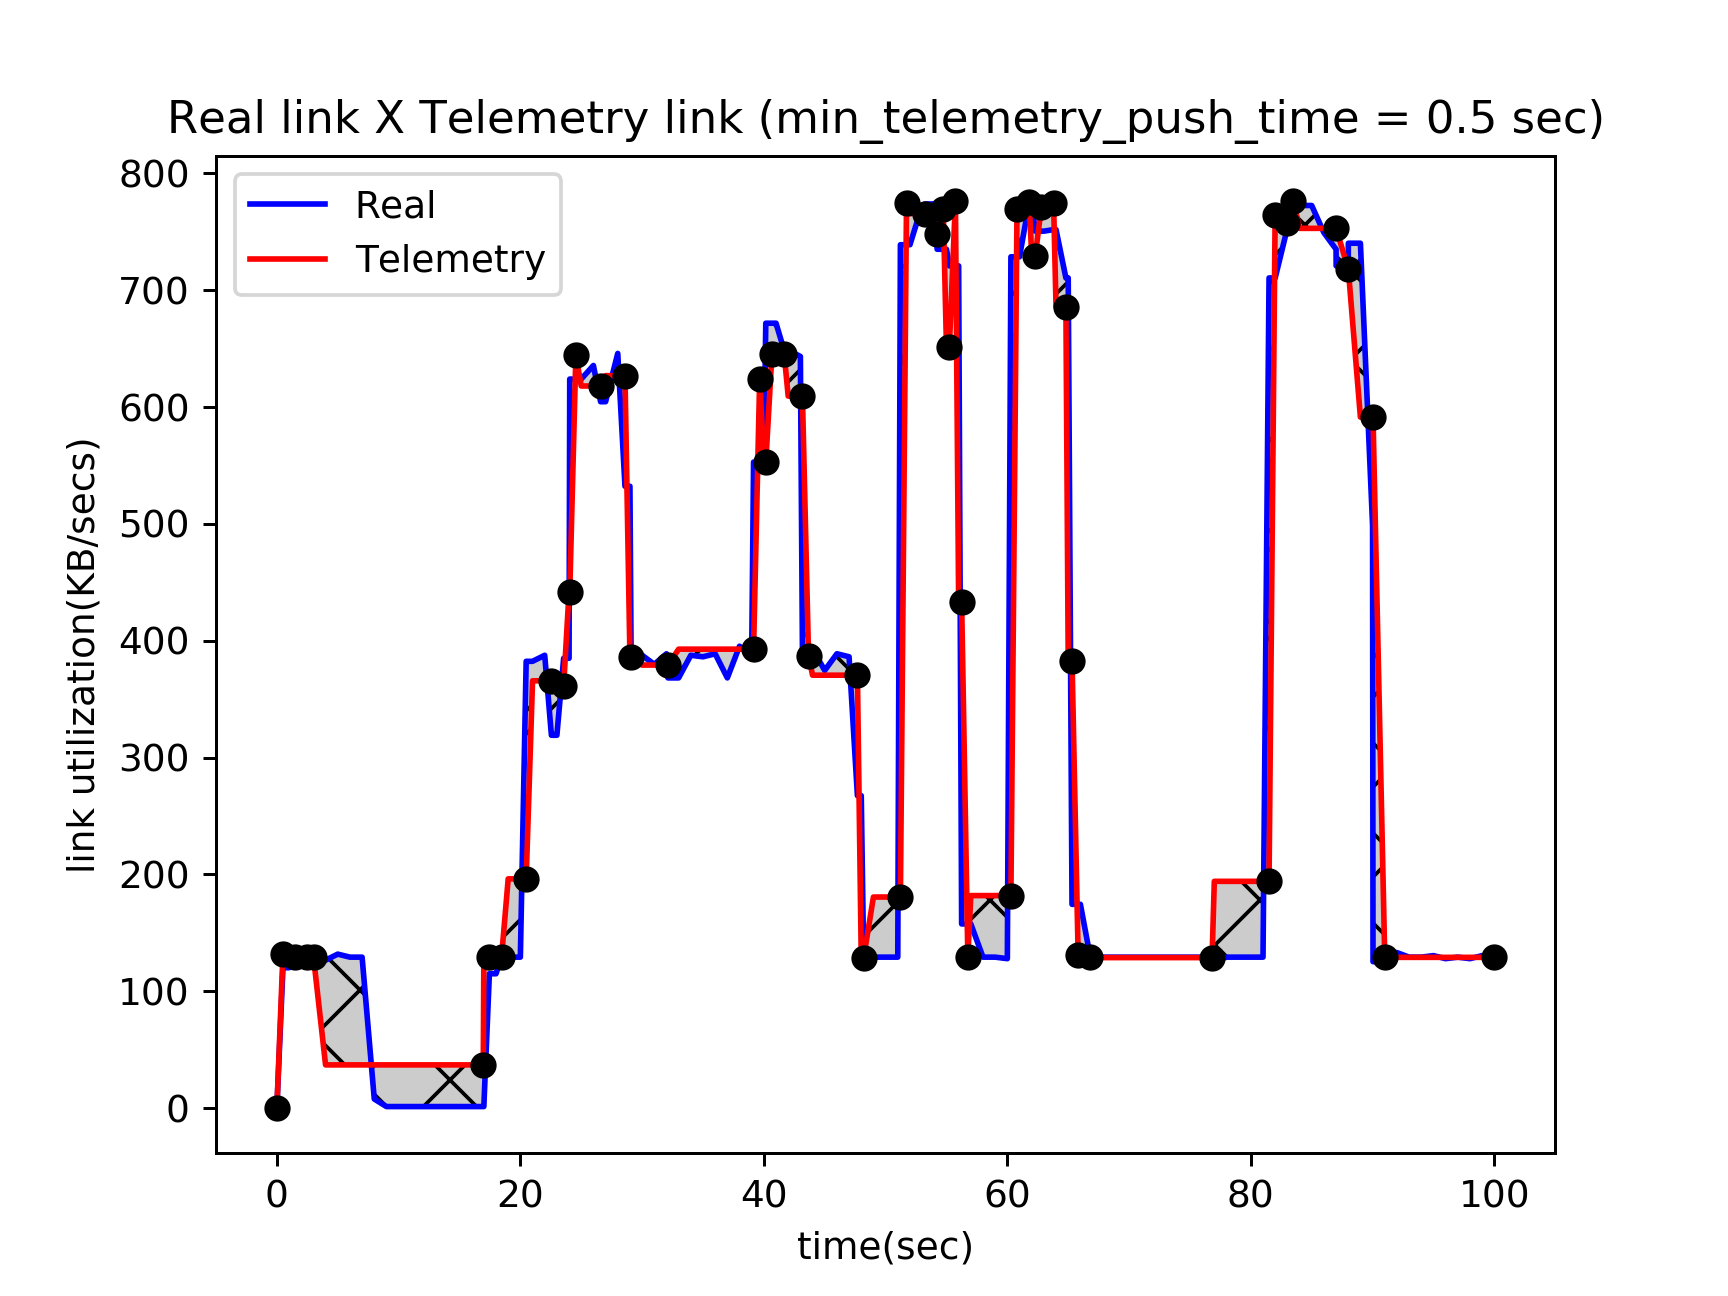 Real link X Telemetry link (min_telemetry_push_time = 0.5 sec)
Real
Telemetry
800
700
600
500
400
300
200
100
0
link utilization(KB/secs)
0 20 40 60 80 100
time(sec)